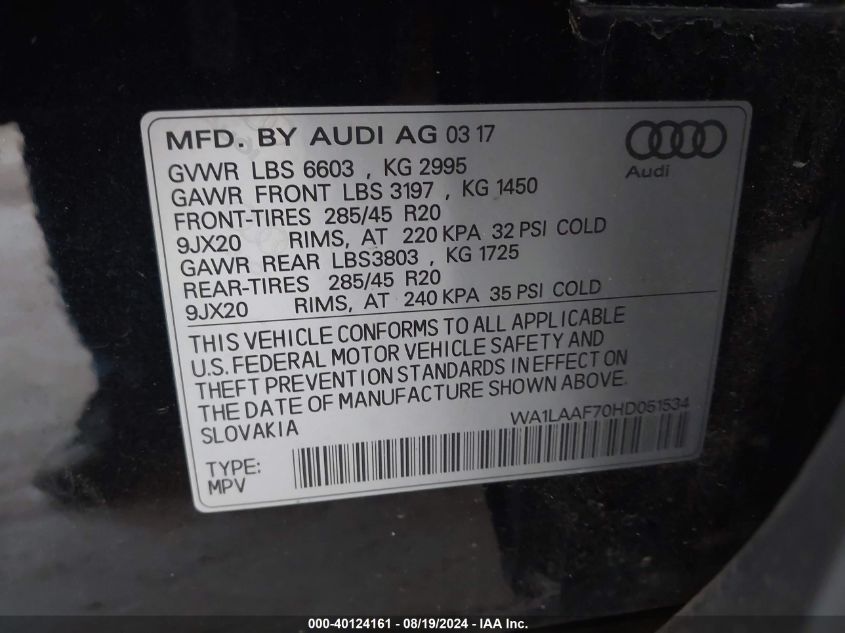 MFD. BY AUDI AG 03 17
Audi
GVWR LBS 6603 , KG 2995
GAWR FRONT LBS 3197 , KG 1450
FRONT-TIRES 285/45 R20
9JX20 RIMS, AT 220 KPA 32 PSI COLD
GAWR REAR LBS3803 , KG 1725
REAR-TIRES 285/45 R20
9JX20 RIMS, AT 240 KPA 35 PSI COLD
THIS VEHICLE CONFORMS TO ALL APPLICABLE
U.S. FEDERAL MOTOR VEHICLE SAFETY AND
THEFT PREVENTION STANDARDS IN EFFECT ON
THE DATE OF MANUFACTURE SHOWN ABOVE.
SLOVAKIA
WA1LAAF70HD051534
TYPE:
MPV
000-40124161 - 08/19/2024 - IAA Inc.